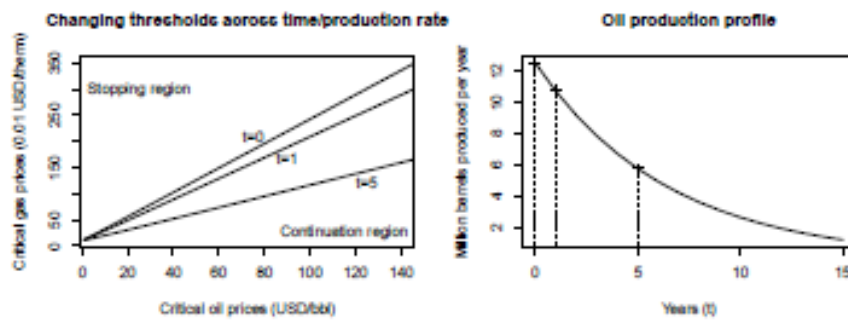 Changing thresholds across time/production rate
Critical gas prices (0.01 USD/therm)
350
250
150
50
0
Stopping region
t=0
t=1
t=5
Continuation region
0 20 40 60 80 100 120 140
Critical oil prices (USD/bbl)
Oil production profile
Million barrels produced per year
12
10
8
6
4
2
0 5 10 15
Years (t)